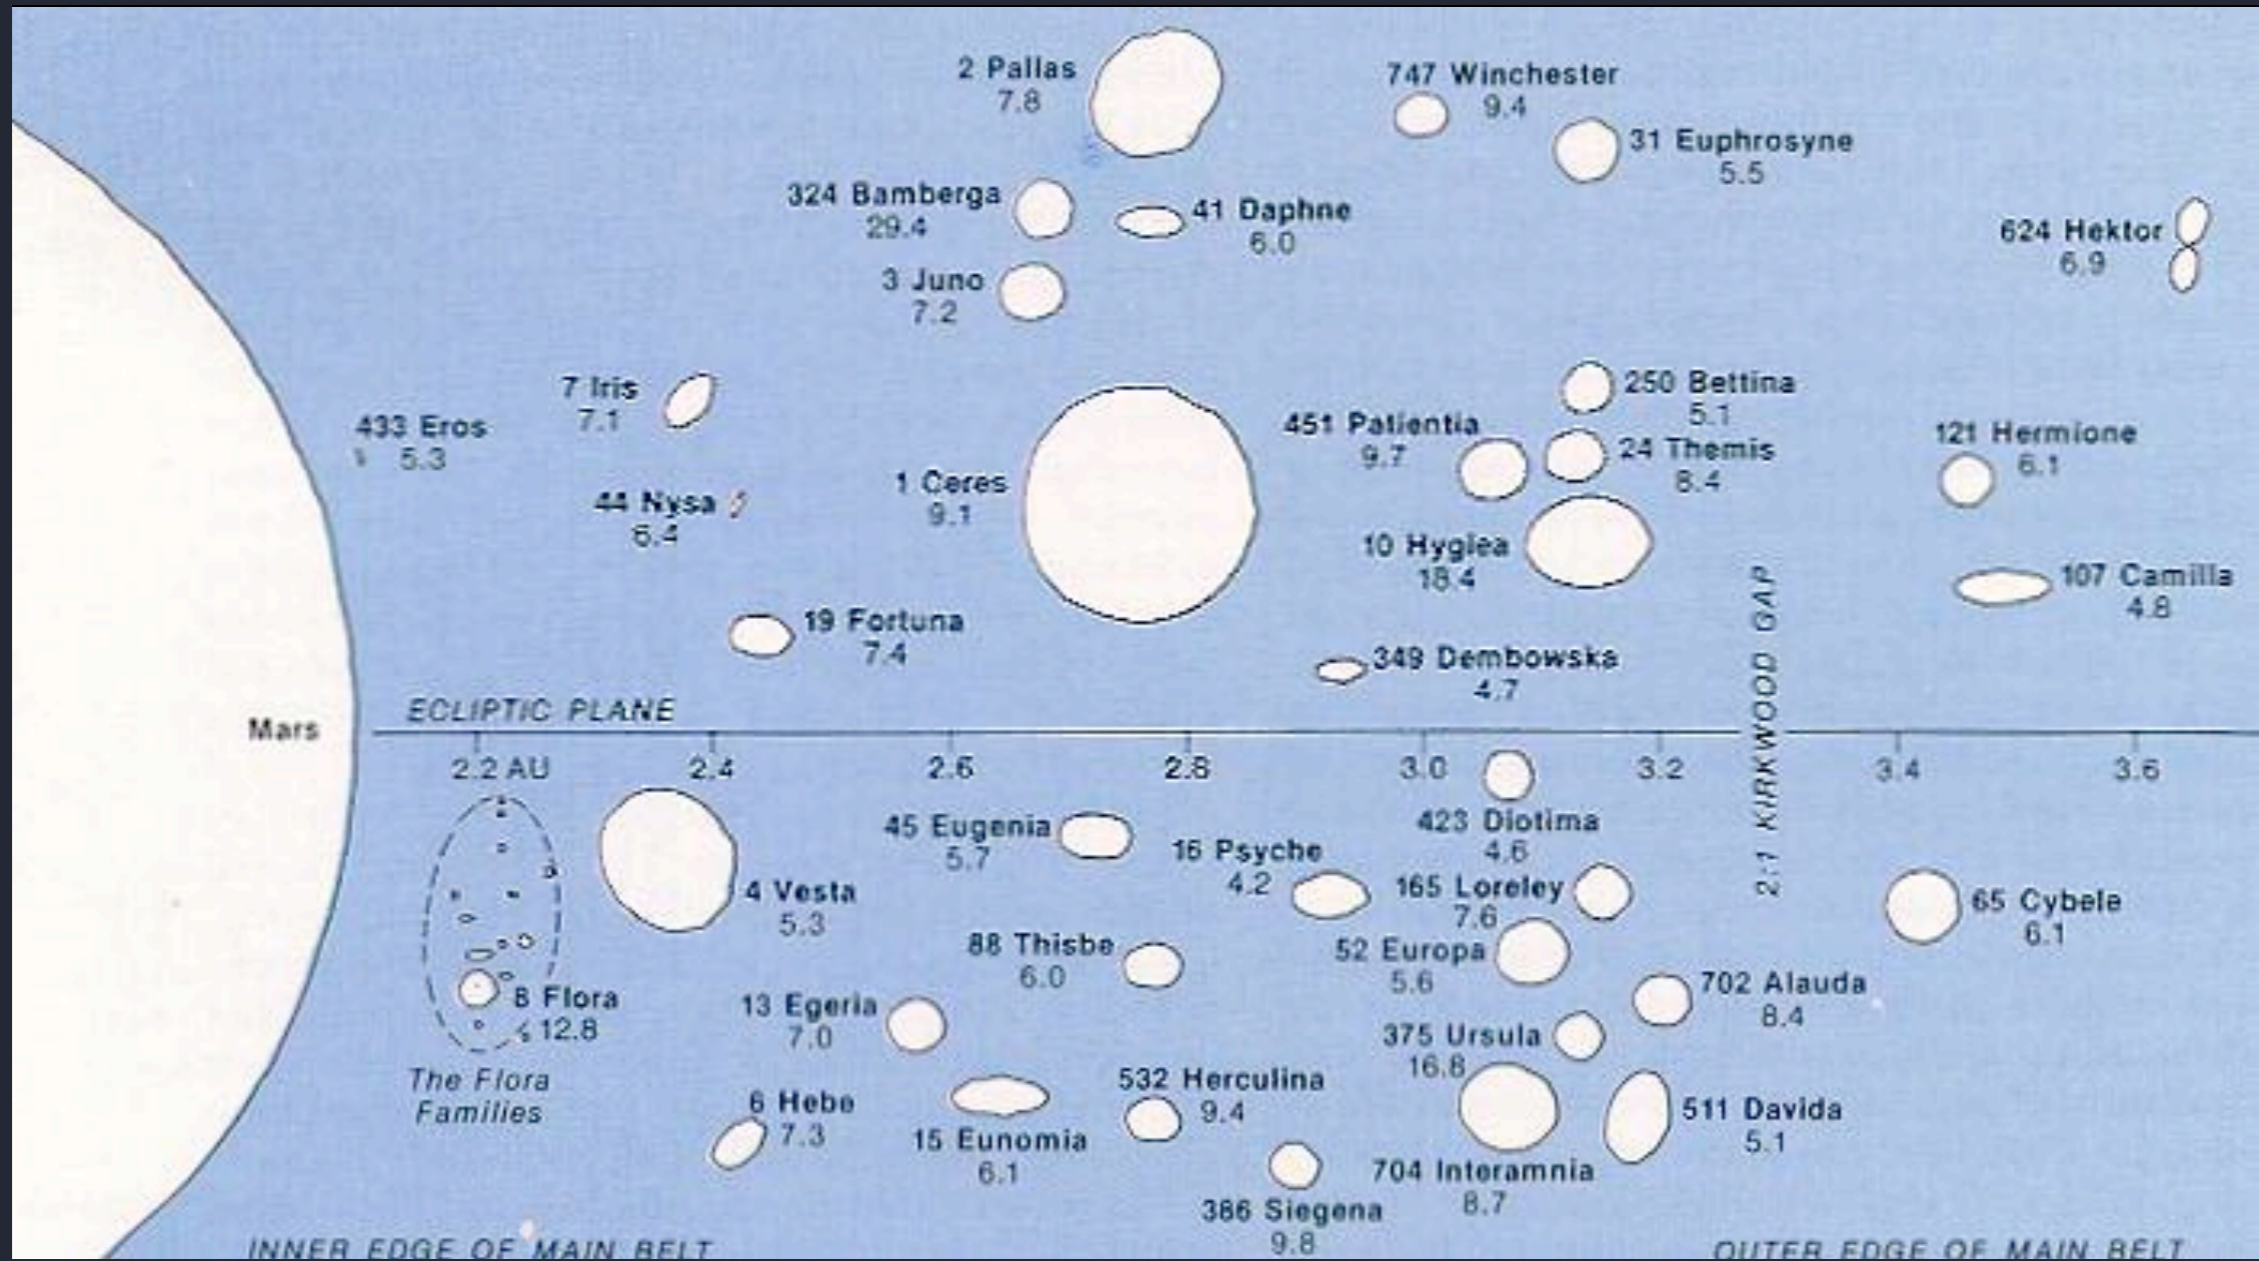 2 Pallas
7.8
747 Winchester
9.4
31 Euphrosyne
5.5
324 Bamberga
29.4
41 Daphne
6.0
624 Hektor
6.9
3 Juno
7.2
7 Iris
7.1
250 Bettina
5.1
433 Eros
5.3
451 Patientia
9.7
24 Themis
8.4
121 Hermione
6.1
1 Ceres
9.1
44 Nysa
6.4
10 Hygiea
18.4
107 Camilla
4.8
19 Fortuna
7.4
349 Dembowska
4.7
2:1 KIRKWOOD GAP
ECLIPTIC PLANE
Mars
2.2 AU 2.4 2.6 2.8 3.0 3.2 3.4 3.6
423 Diotima
4.6
45 Eugenia
5.7
16 Psyche
4.2
165 Loreley
7.6
4 Vesta
5.3
65 Cybele
6.1
88 Thisbe
6.0
52 Europa
5.6
702 Alauda
8.4
8 Flora
12.8
13 Egeria
7.0
375 Ursula
16.8
The Flora
Families
6 Hebe
7.3
532 Herculina
9.4
511 Davida
5.1
15 Eunomia
6.1
704 Interamnia
8.7
386 Siegena
9.8
INNER EDGE OF MAIN BELT
OUTER EDGE OF MAIN BELT